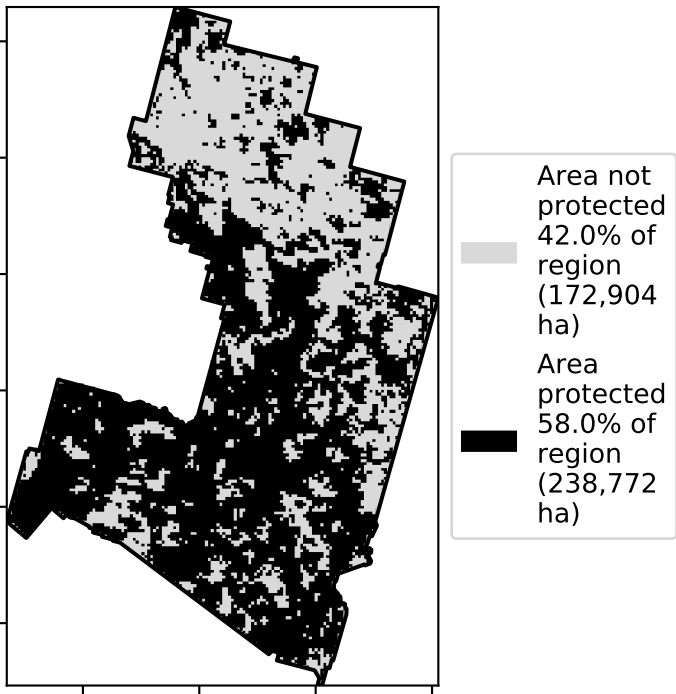 Area not
protected
42.0% of
region
(172,904
ha)
Area
protected
58.0% of
region
(238,772
ha)